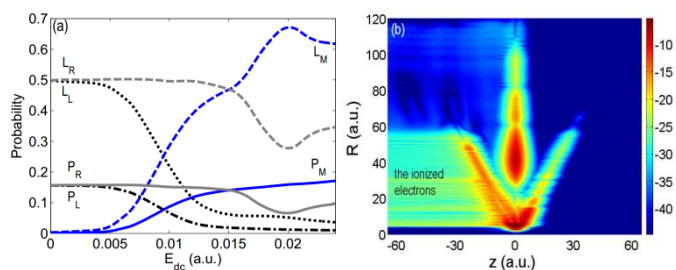 (a)
0.7
0.6
0.5
0.4
0.3
0.2
0.1
0
Probability
L_R
L_L
L_M
P_R
P_L
P_M
0 0.005 0.01 0.015 0.02
E_dc (a.u.)
(b)
120
100
80
60
40
20
0
R (a.u.)
the ionized
electrons
-60 -30 0 30 60
z (a.u.)
-10
-15
-20
-25
-30
-35
-40